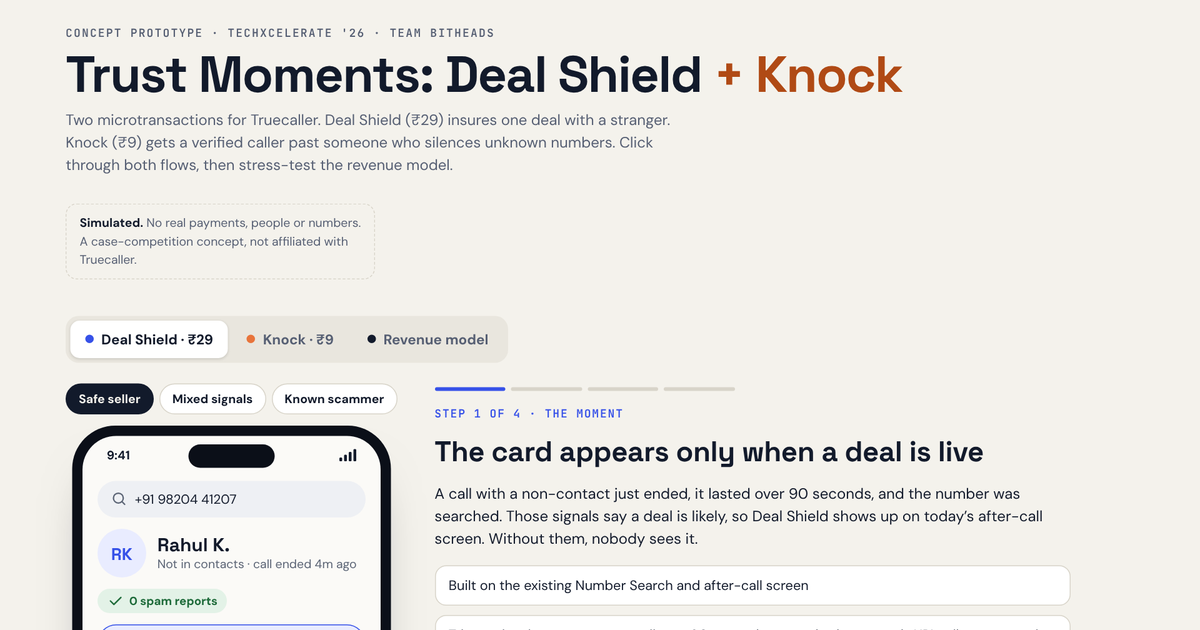 CONCEPT PROTOTYPE · TECHXCELERATE '26 · TEAM BITHEADS
Trust Moments: Deal Shield + Knock
Two microtransactions for Truecaller. Deal Shield (₹29) insures one deal with a stranger.
Knock (₹9) gets a verified caller past someone who silences unknown numbers. Click
through both flows, then stress-test the revenue model.
Simulated. No real payments, people or numbers.
A case-competition concept, not affiliated with
Truecaller.
Deal Shield · ₹29
Knock · ₹9
Revenue model
Safe seller
Mixed signals
Known scammer
9:41
+91 98204 41207
RK
Rahul K.
Not in contacts · call ended 4m ago
0 spam reports
STEP 1 OF 4 · THE MOMENT
The card appears only when a deal is live
A call with a non-contact just ended, it lasted over 90 seconds, and the number was
searched. Those signals say a deal is likely, so Deal Shield shows up on today's after-call
screen. Without them, nobody sees it.
Built on the existing Number Search and after-call screen